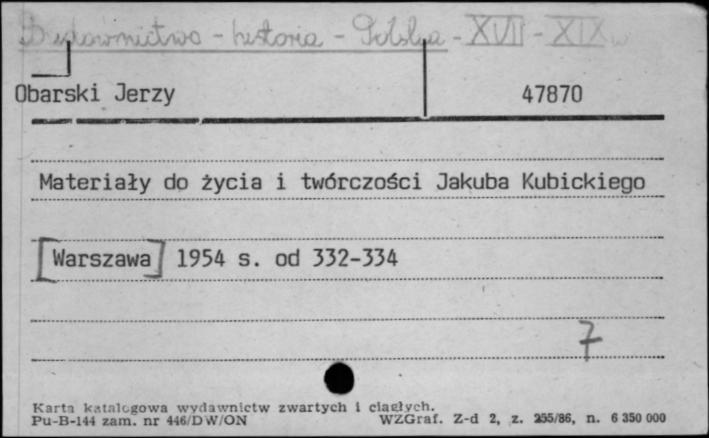 Budownictwo - historia - Polska - XVII - XIX w
Obarski Jerzy 47870
Materiały do życia i twórczości Jakuba Kubickiego
[Warszawa] 1954 s. od 332-334
7
Karta katalogowa wydawnictw zwartych i ciągłych.
Pu-B-144 zam. nr 446/DW/ON WZGraf. Z-d 2, z. 255/86, n. 6 350 000